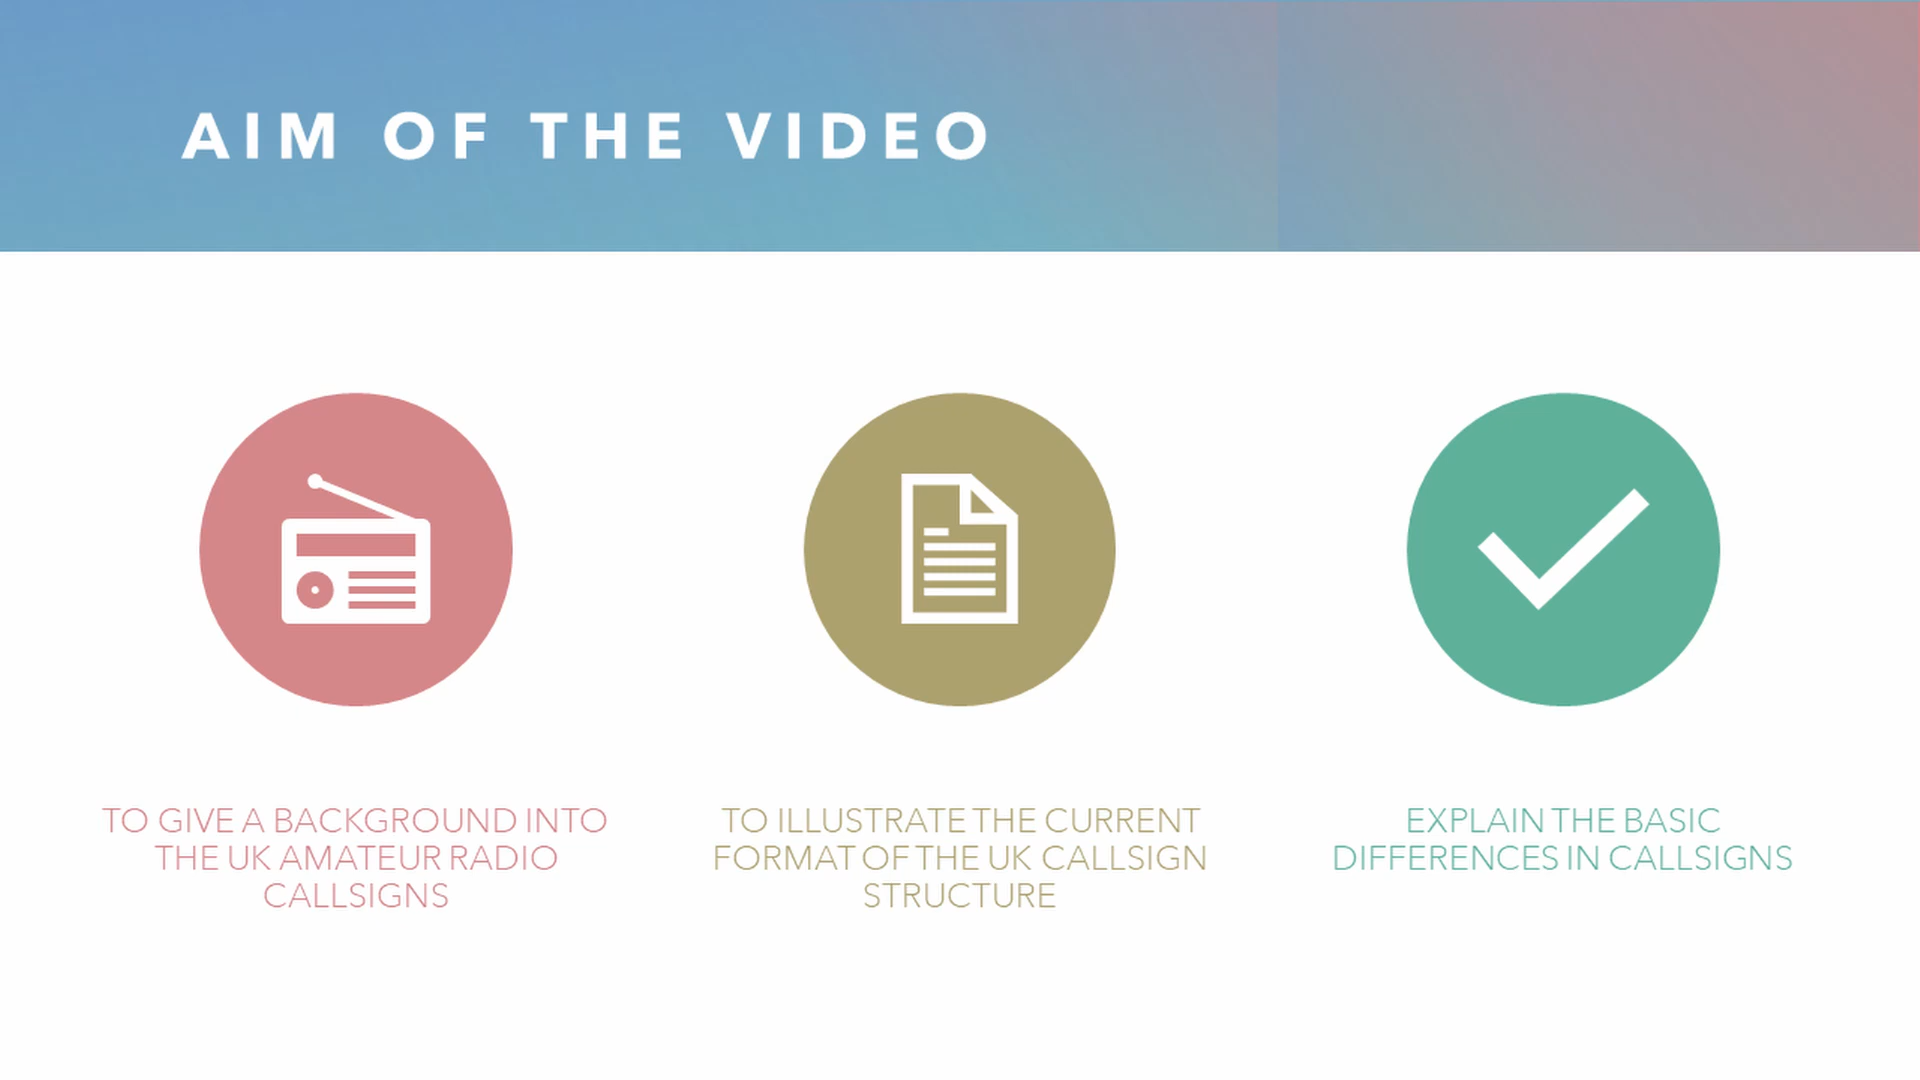 AIM OF THE VIDEO
TO GIVE A BACKGROUND INTO
THE UK AMATEUR RADIO
CALLSIGNS
TO ILLUSTRATE THE CURRENT
FORMAT OF THE UK CALLSIGN
STRUCTURE
EXPLAIN THE BASIC
DIFFERENCES IN CALLSIGNS